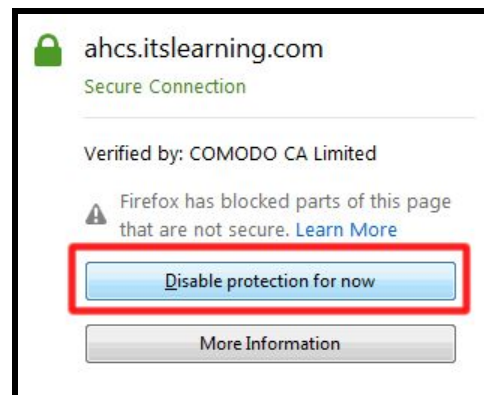 ahcs.itslearning.com
Secure Connection
Verified by: COMODO CA Limited
Firefox has blocked parts of this page
that are not secure. Learn More
Disable protection for now
More Information